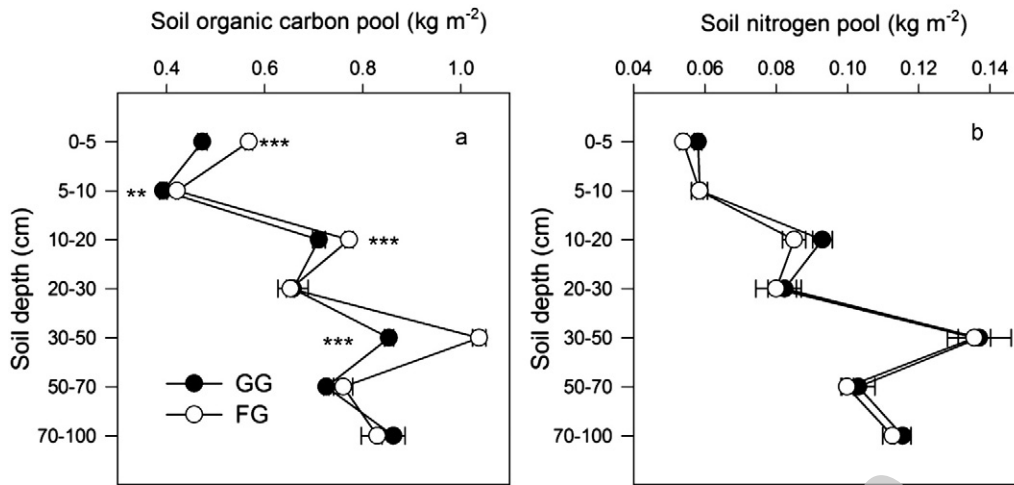 Soil organic carbon pool (kg m-2)
0.4 0.6 0.8 1.0
Soil depth (cm)
0-5
5-10
10-20
20-30
30-50
50-70
70-100
a
***
**
***
***
GG
FG
Soil nitrogen pool (kg m-2)
0.04 0.06 0.08 0.10 0.12 0.14
Soil depth (cm)
0-5
5-10
10-20
20-30
30-50
50-70
70-100
b